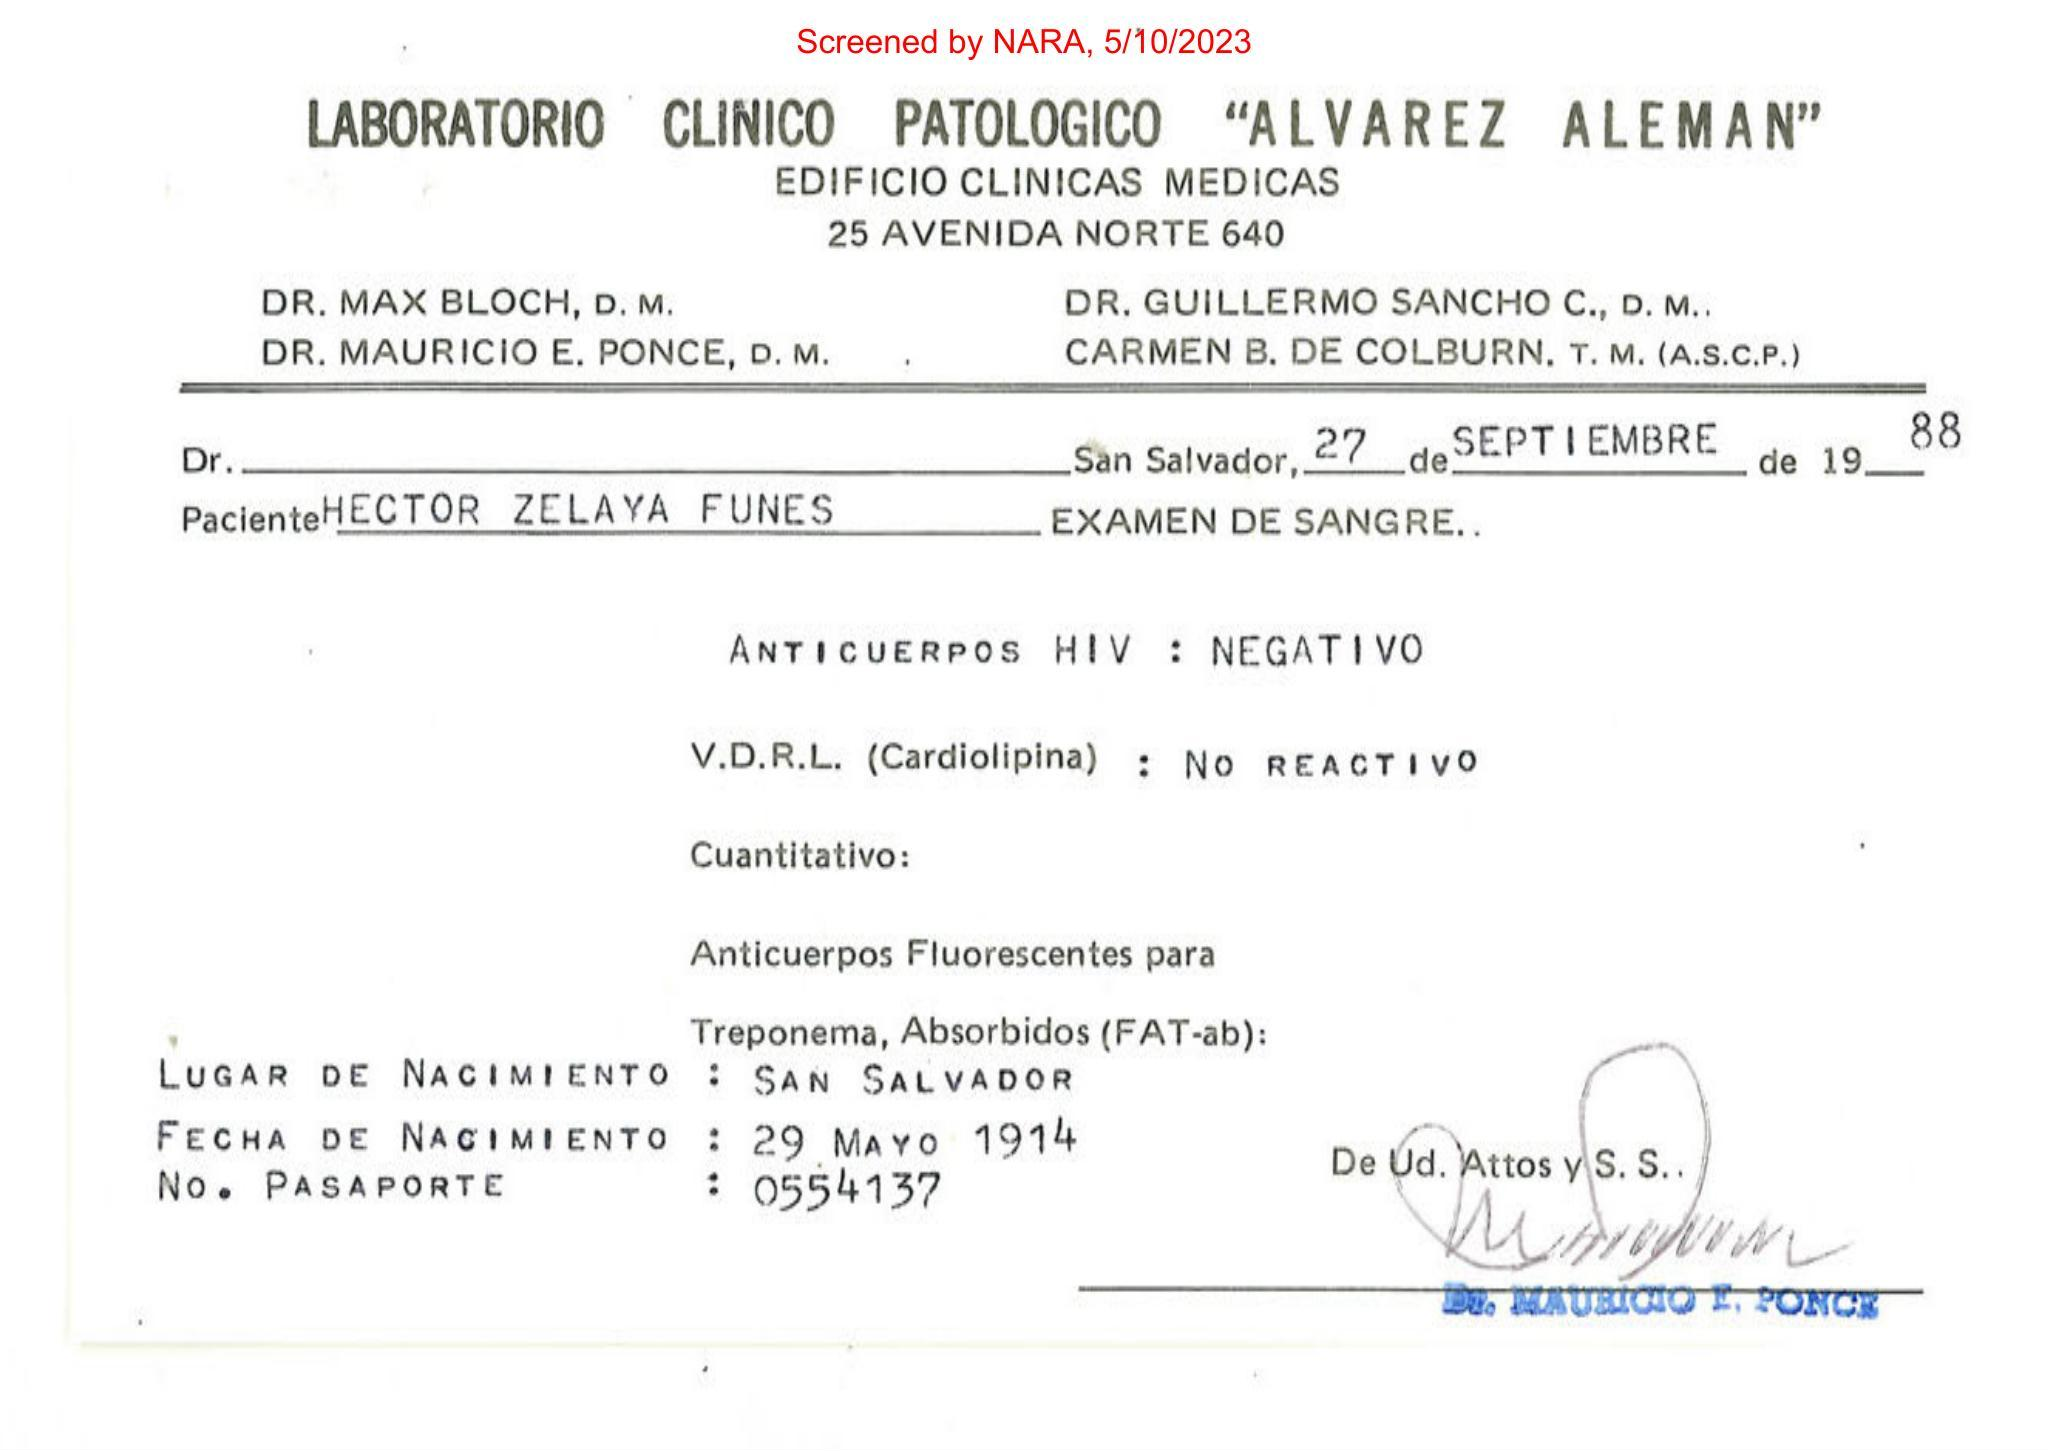 Screened by NARA, 5/10/2023
LABORATORIO CLINICO PATOLOGICO "ALVAREZ ALEMAN"
EDIFICIO CLINICAS MEDICAS
25 AVENIDA NORTE 640
DR. MAX BLOCH, D. M. DR. GUILLERMO SANCHO C., D. M..
DR. MAURICIO E. PONCE, D. M. CARMEN B. DE COLBURN. T. M. (A.S.C.P.)
Dr. San Salvador, 27 de SEPTIEMBRE de 19 88
Paciente HECTOR ZELAYA FUNES EXAMEN DE SANGRE..
ANTICUERPOS HIV : NEGATIVO
V.D.R.L. (Cardiolipina) : NO REACTIVO
Cuantitativo:
Anticuerpos Fluorescentes para
Treponema, Absorbidos (FAT-ab):
LUGAR DE NACIMIENTO : SAN SALVADOR
FECHA DE NACIMIENTO : 29 MAYO 1914
NO. PASAPORTE : 0554137
De Ud. Attos y S. S..
Dr. MAURICIO E. PONCE